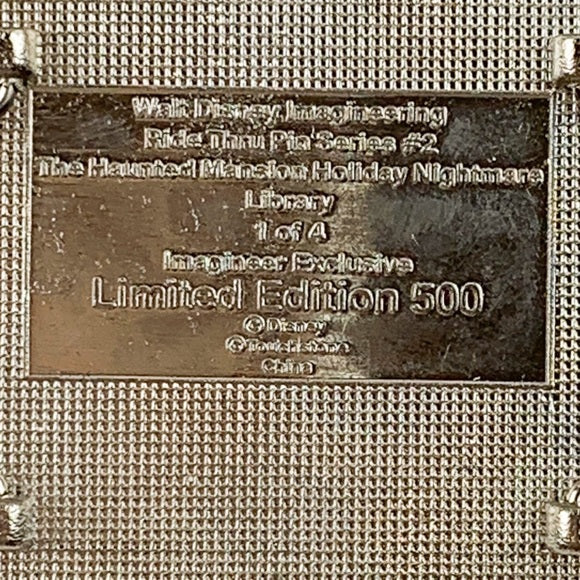 Walt Disney Imagineering
Ride Thru Pin Series #2
The Haunted Mansion Holiday Nightmare
Library
1 of 4
Imagineer Exclusive
Limited Edition 500
©Disney
©Touchstone
China